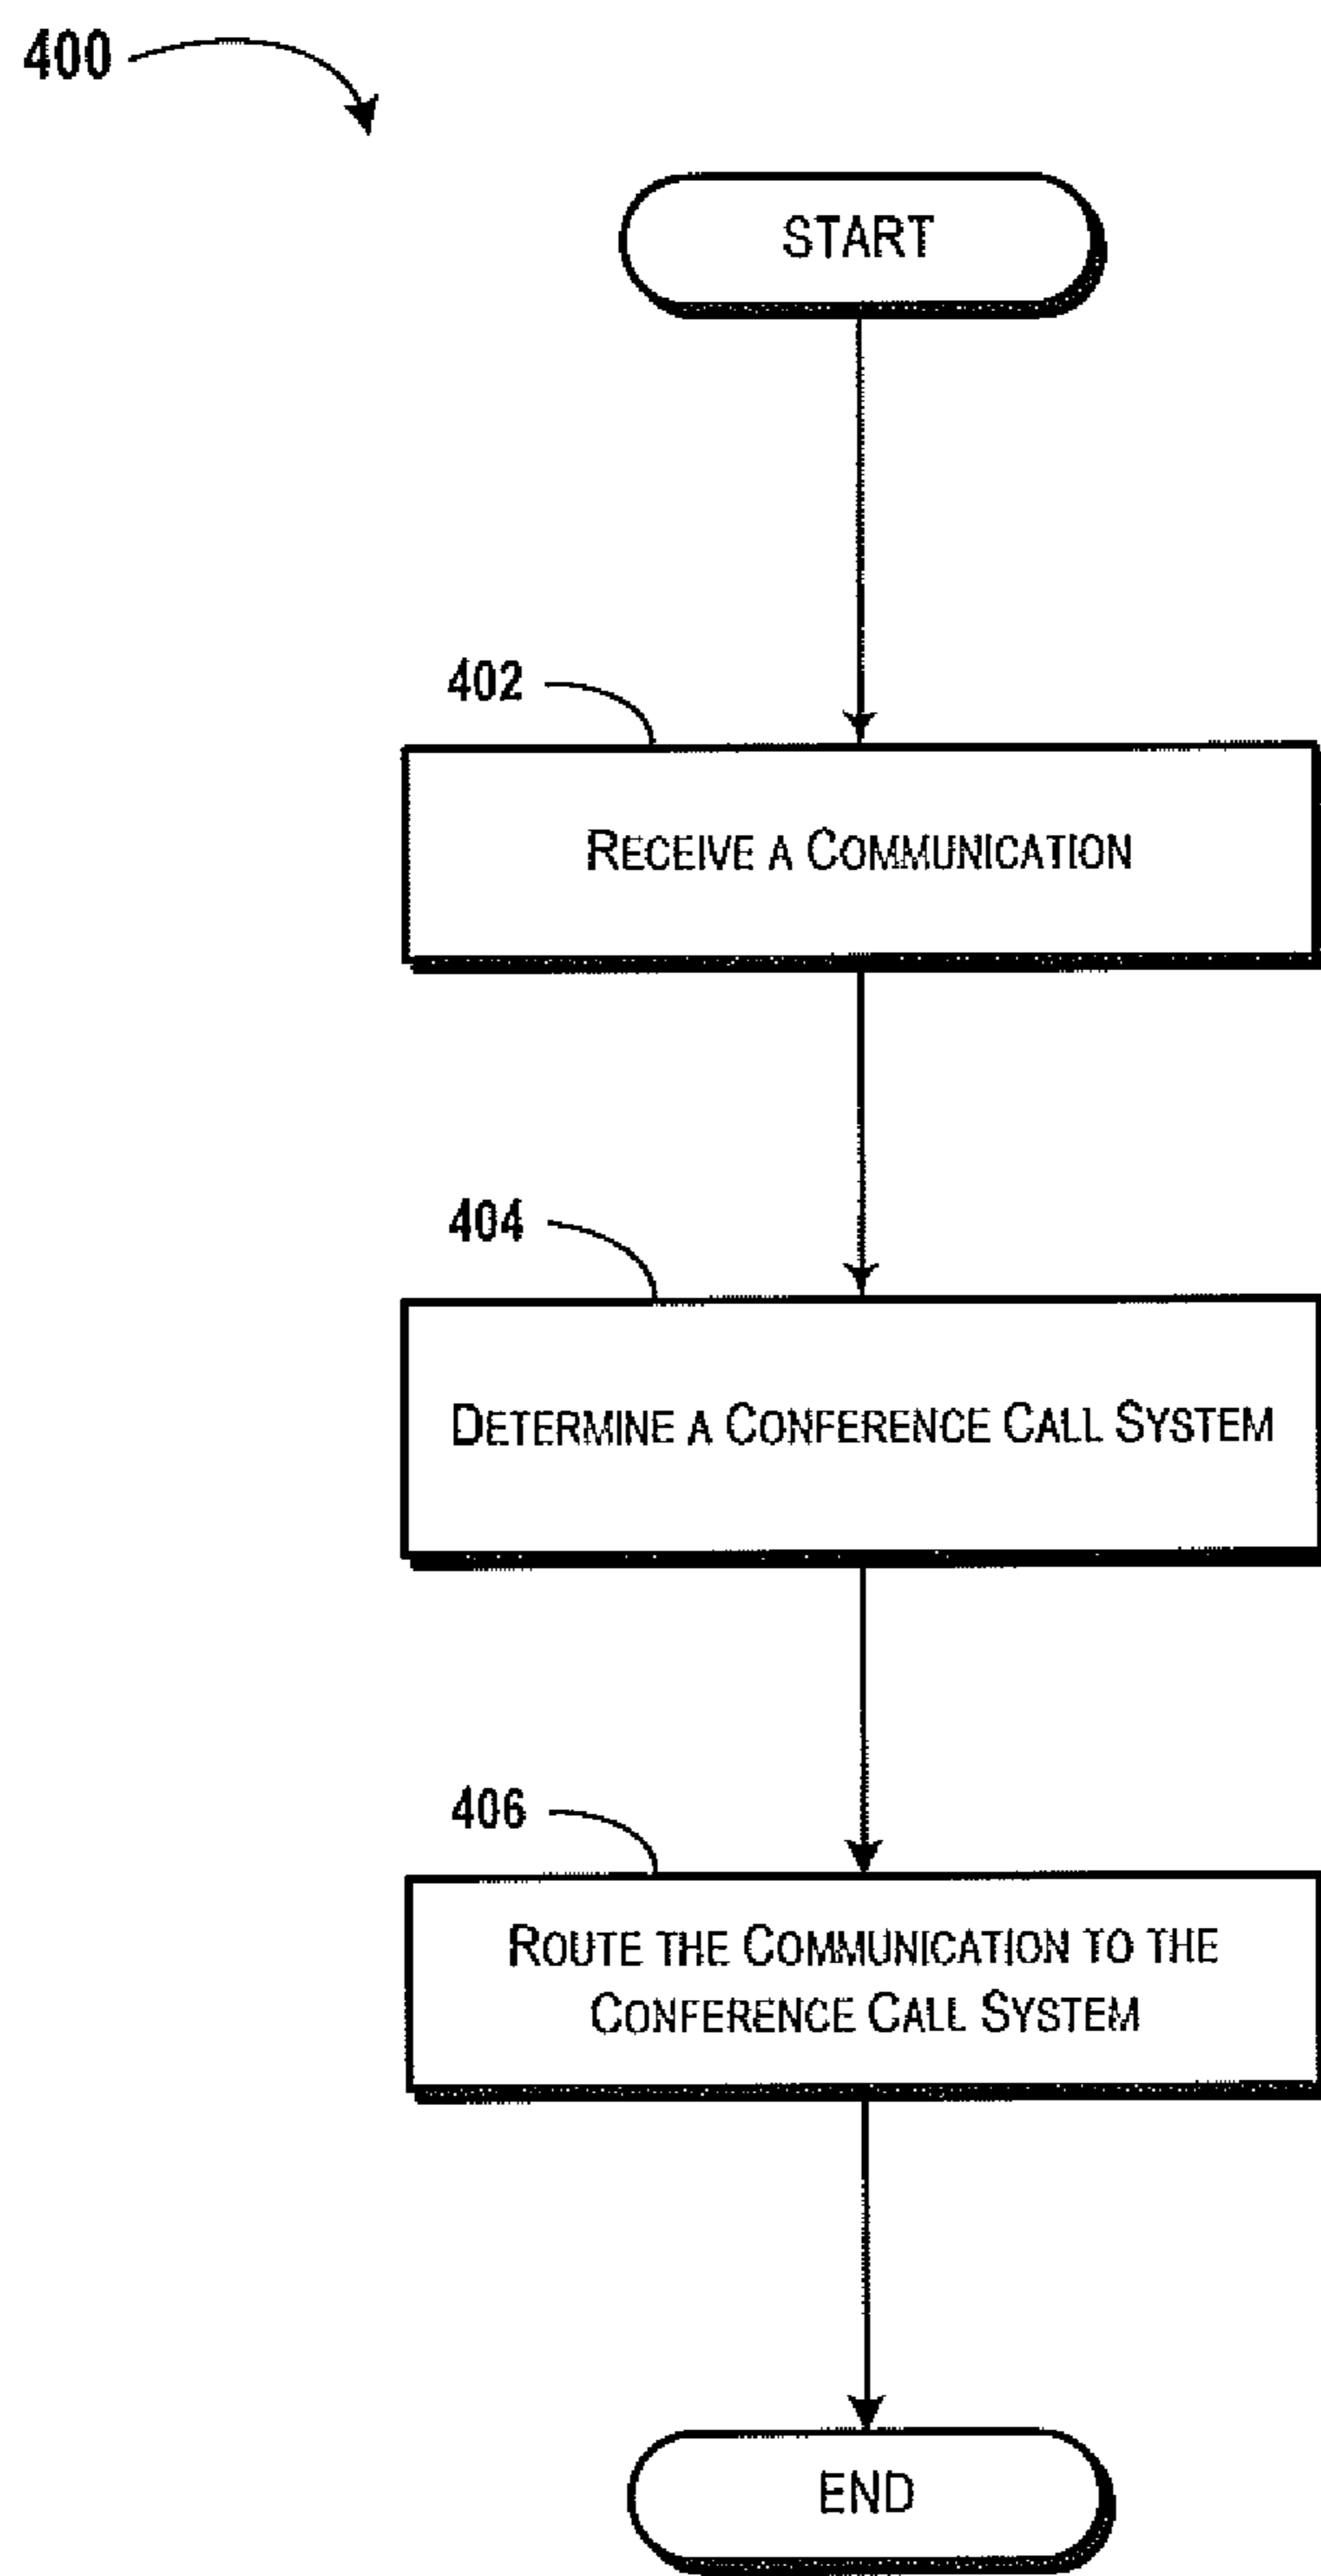 400
START
402
RECEIVE A COMMUNICATION
404
DETERMINE A CONFERENCE CALL SYSTEM
406
ROUTE THE COMMUNICATION TO THE
CONFERENCE CALL SYSTEM
END